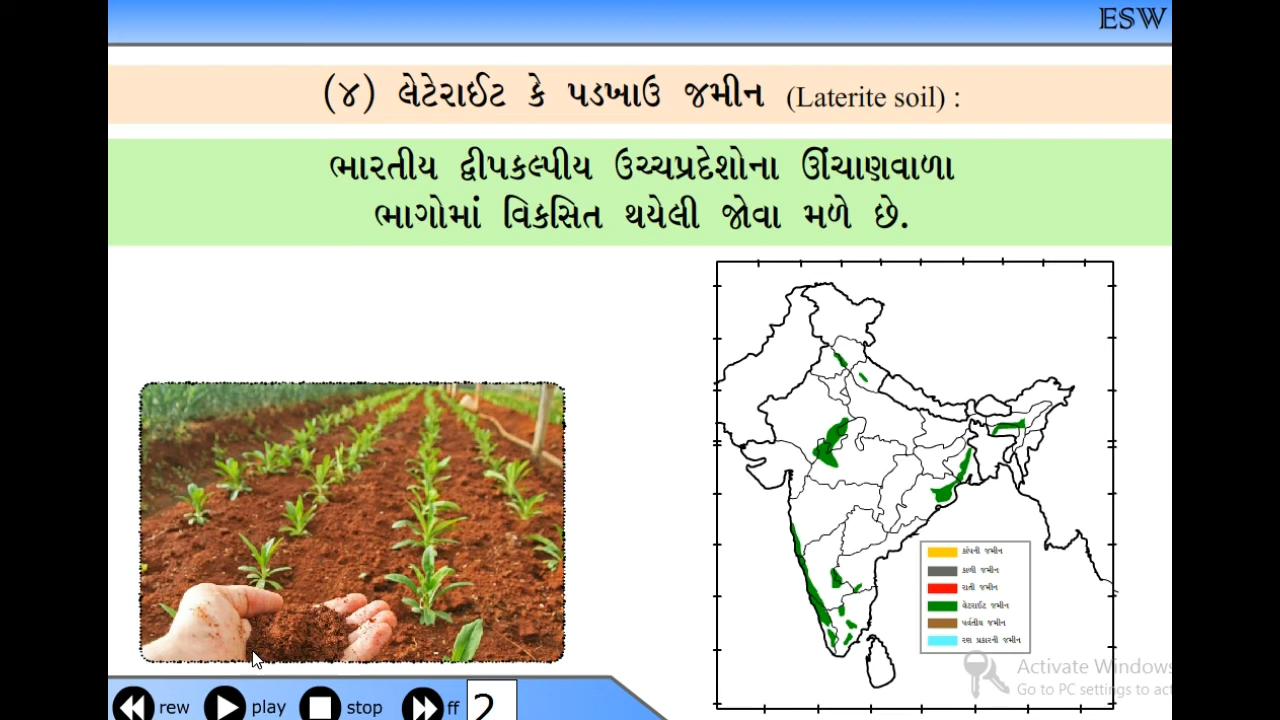 ESW
(૪) લેટેરાઈટ કે પડખાઉ જમીન (Laterite soil) :
ભારતીય દ્વીપકલ્પીય ઉચ્ચપ્રદેશોના ઊંચાણવાળા
ભાગોમાં વિકસિત થયેલી જોવા મળે છે.
કાંપની જમીન
કાળી જમીન
રાતી જમીન
લેટરાઈટ જમીન
પર્વતીય જમીન
રણ પ્રકારની જમીન
Activate Windows
Go to PC settings to act
rew play stop ff 2